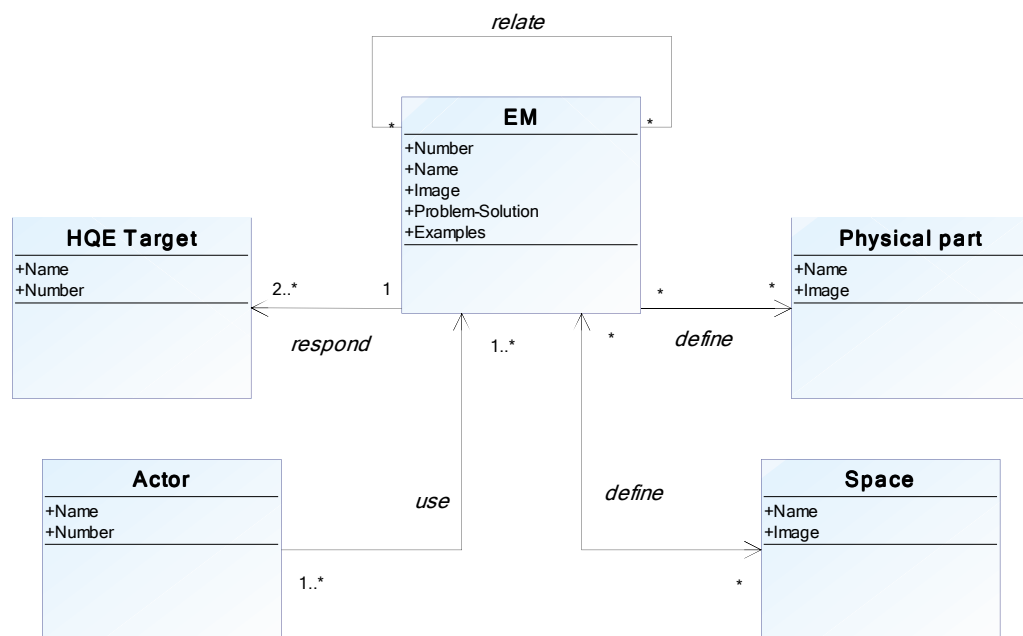 relate
EM
*
*
+Number
+Name
+Image
+Problem-Solution
+Examples
HQE Target
+Name
+Number
2..*
1
respond
Physical part
+Name
+Image
*
*
define
1..*
*
Actor
+Name
+Number
use
1..*
define
Space
+Name
+Image
*